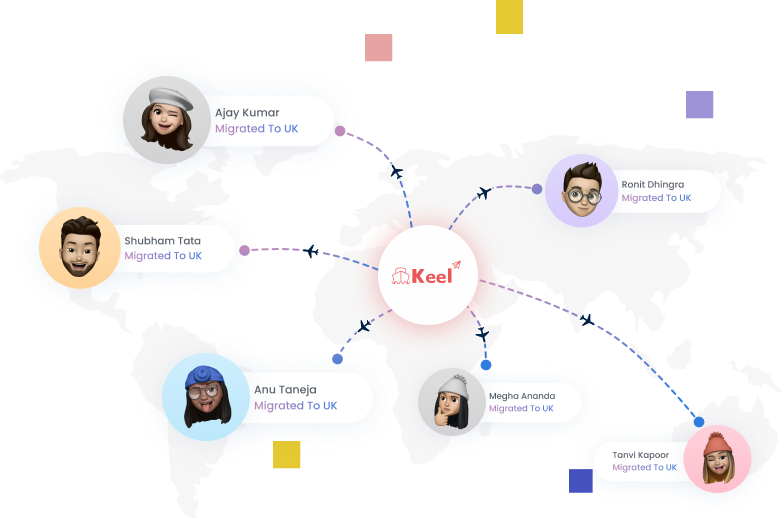 Ajay Kumar
Migrated To UK
Ronit Dhingra
Migrated To UK
Shubham Tata
Migrated To UK
Keel
Anu Taneja
Migrated To UK
Megha Ananda
Migrated To UK
Tanvi Kapoor
Migrated To UK